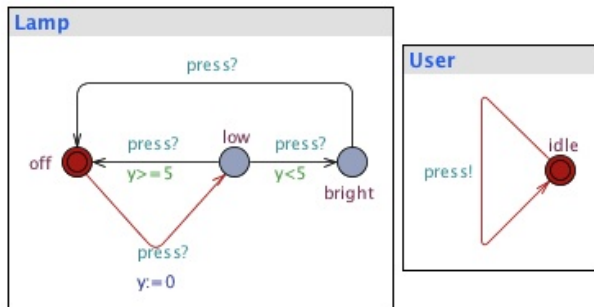 Lamp
press?
off
press?
y>=5
low
press?
y<5
bright
press?
y:=0
User
idle
press!